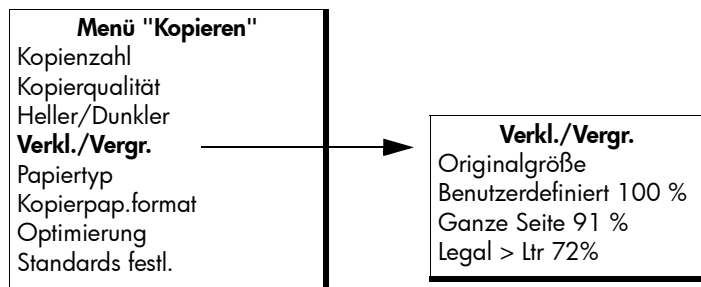 Menü "Kopieren"
Kopienzahl
Kopierqualität
Heller/Dunkler
Verkl./Vergr.
Papiertyp
Kopierpap.format
Optimierung
Standards festl.
Verkl./Vergr.
Originalgröße
Benutzerdefiniert 100 %
Ganze Seite 91 %
Legal > Ltr 72%